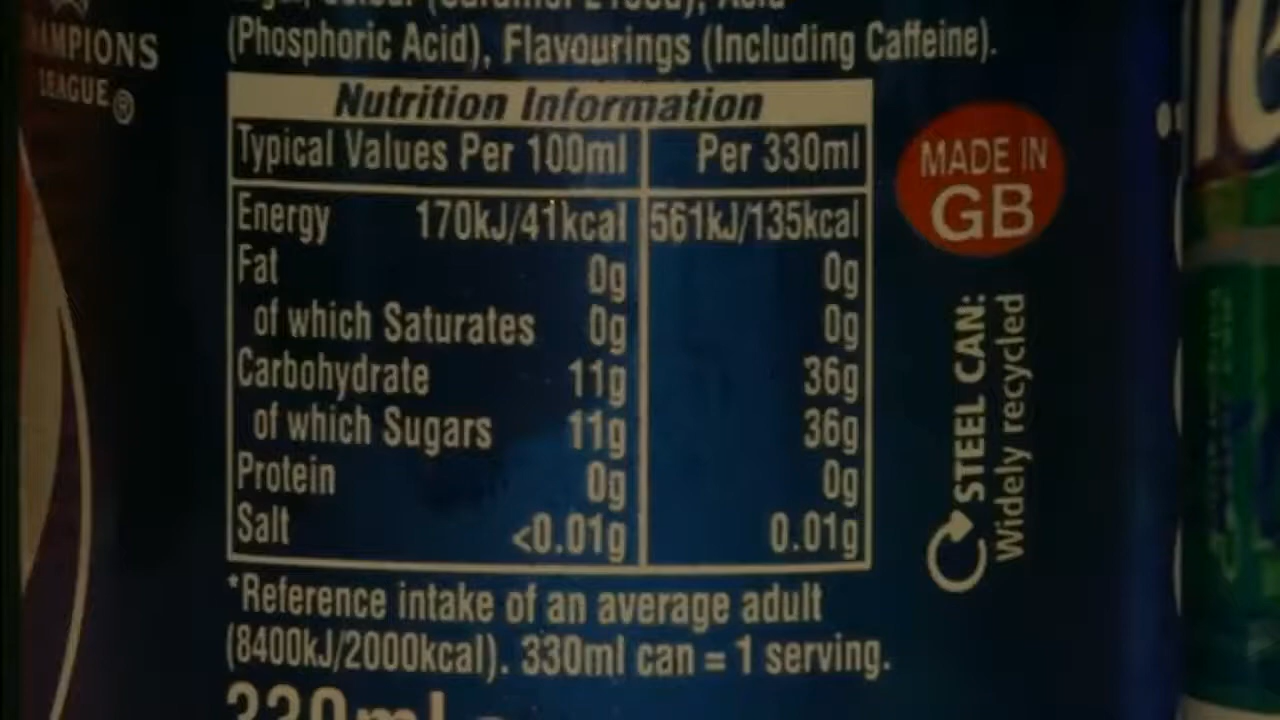 CHAMPIONS
LEAGUE®
(Phosphoric Acid), Flavourings (Including Caffeine).
Nutrition Information
Typical Values Per 100ml Per 330ml
Energy 170kJ/41kcal 561kJ/135kcal
Fat 0g 0g
of which Saturates 0g 0g
Carbohydrate 11g 36g
of which Sugars 11g 36g
Protein 0g 0g
Salt <0.01g 0.01g
*Reference intake of an average adult
(8400kJ/2000kcal). 330ml can = 1 serving.
330ml e
MADE IN
GB
STEEL CAN:
Widely recycled